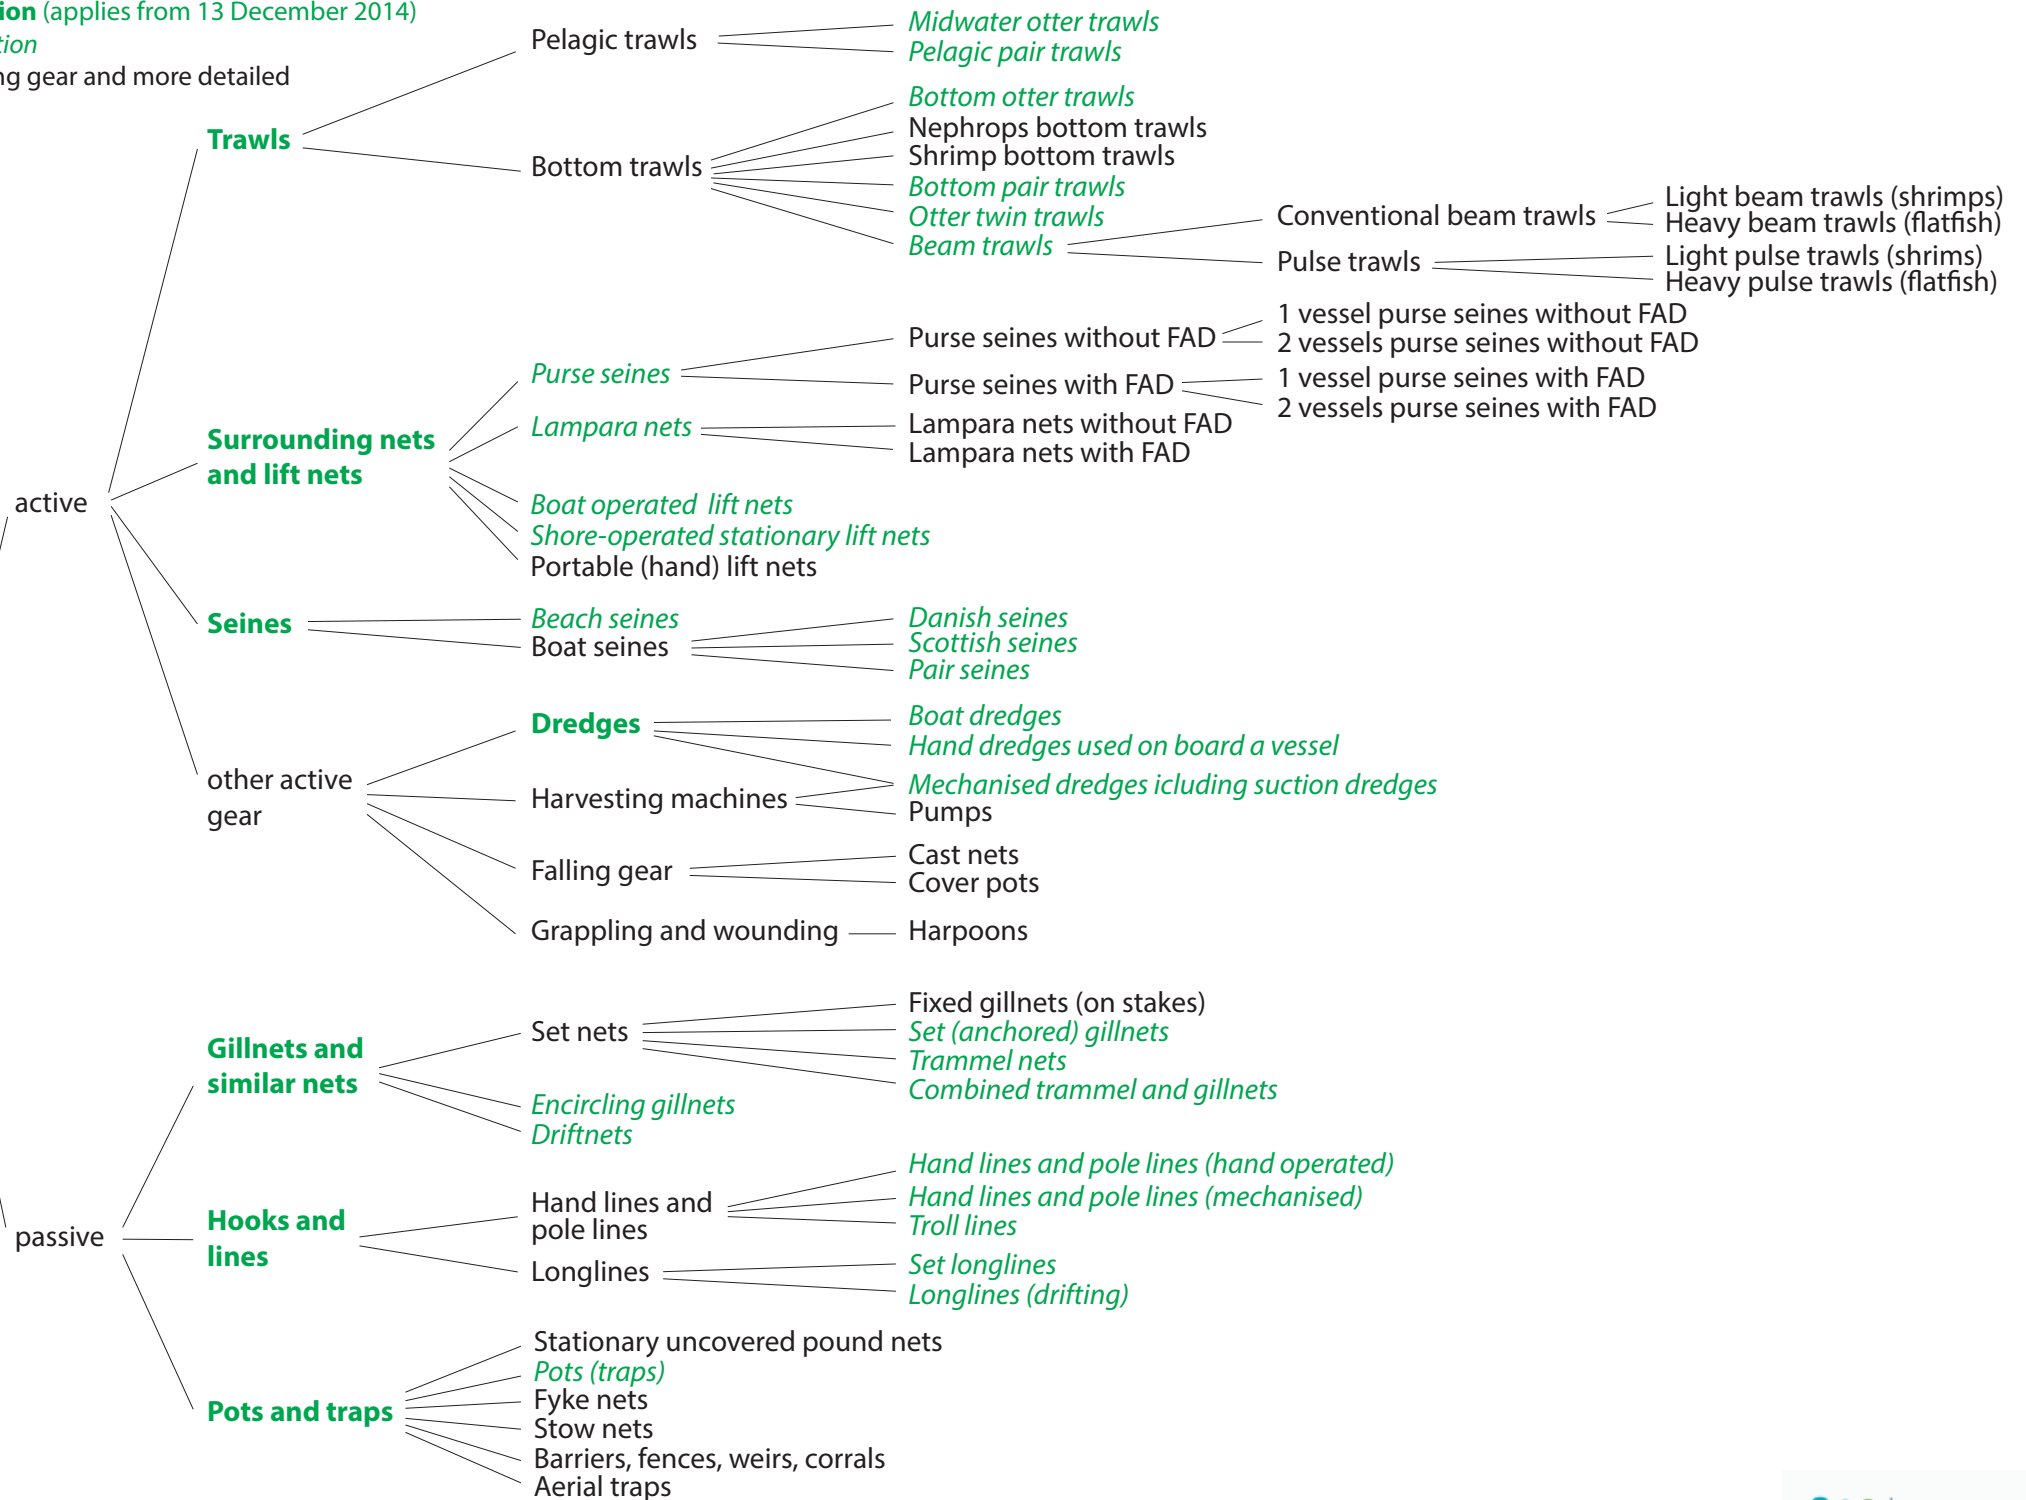 (applies from 13 December 2014)
gear and more detailed
Pelagic trawls
Midwater otter trawls
Pelagic pair trawls
Trawls
Bottom trawls
Bottom otter trawls
Nephrops bottom trawls
Shrimp bottom trawls
Bottom pair trawls
Otter twin trawls
Beam trawls
Conventional beam trawls
Light beam trawls (shrimps)
Heavy beam trawls (flatfish)
Pulse trawls
Light pulse trawls (shrims)
Heavy pulse trawls (flatfish)
active
Surrounding nets
and lift nets
Purse seines
Purse seines without FAD
1 vessel purse seines without FAD
2 vessels purse seines without FAD
Purse seines with FAD
1 vessel purse seines with FAD
2 vessels purse seines with FAD
Lampara nets
Lampara nets without FAD
Lampara nets with FAD
Boat operated lift nets
Shore-operated stationary lift nets
Portable (hand) lift nets
Seines
Beach seines
Boat seines
Danish seines
Scottish seines
Pair seines
other active
gear
Dredges
Boat dredges
Hand dredges used on board a vessel
Mechanised dredges icluding suction dredges
Harvesting machines
Pumps
Falling gear
Cast nets
Cover pots
Grappling and wounding
Harpoons
passive
Gillnets and
similar nets
Set nets
Fixed gillnets (on stakes)
Set (anchored) gillnets
Trammel nets
Combined trammel and gillnets
Encircling gillnets
Driftnets
Hooks and
lines
Hand lines and
pole lines
Hand lines and pole lines (hand operated)
Hand lines and pole lines (mechanised)
Troll lines
Longlines
Set longlines
Longlines (drifting)
Pots and traps
Stationary uncovered pound nets
Pots (traps)
Fyke nets
Stow nets
Barriers, fences, weirs, corrals
Aerial traps